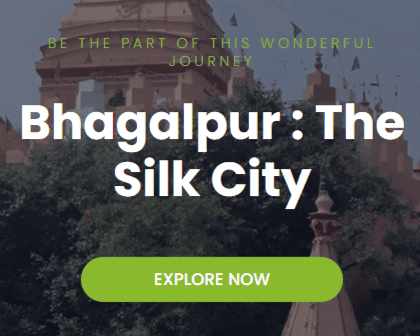 BE THE PART OF THIS WONDERFUL
JOURNEY
Bhagalpur : The
Silk City
EXPLORE NOW